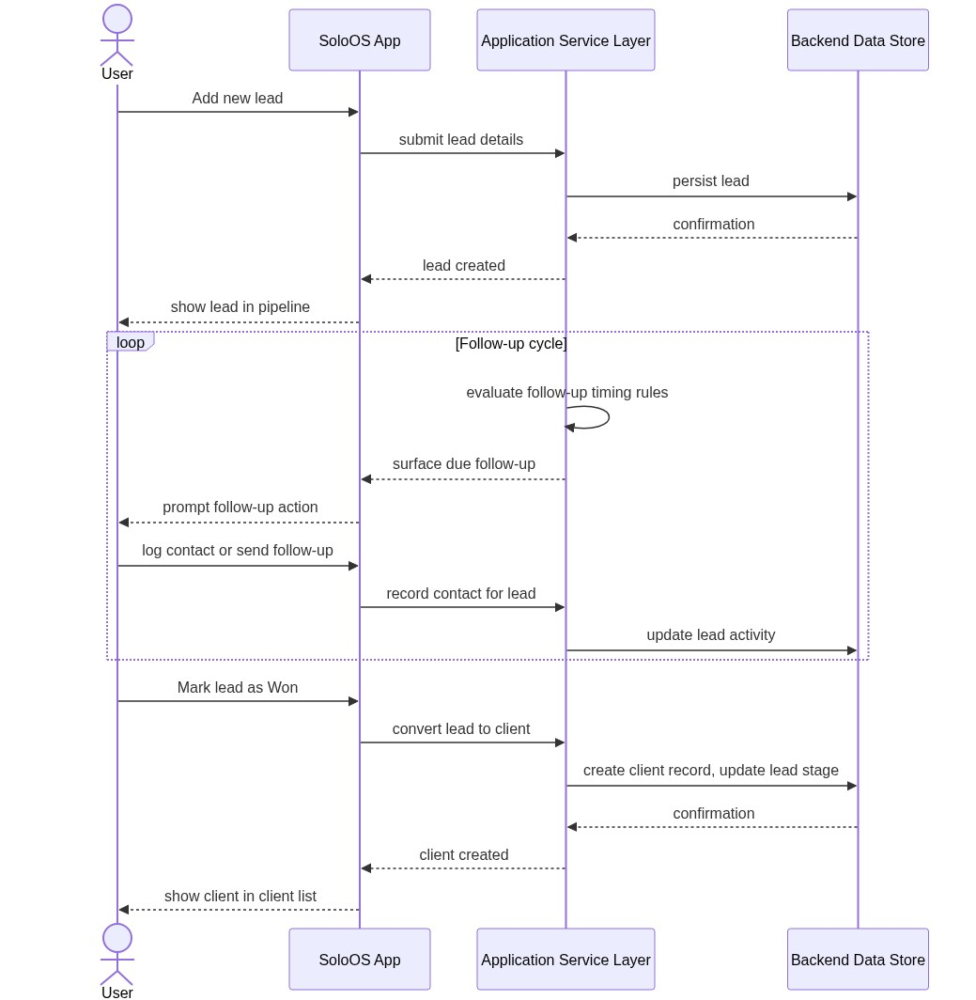 User
SoloOS App
Application Service Layer
Backend Data Store
Add new lead
submit lead details
persist lead
confirmation
lead created
show lead in pipeline
loop
[Follow-up cycle]
evaluate follow-up timing rules
surface due follow-up
prompt follow-up action
log contact or send follow-up
record contact for lead
update lead activity
Mark lead as Won
convert lead to client
create client record, update lead stage
confirmation
client created
show client in client list
User
SoloOS App
Application Service Layer
Backend Data Store